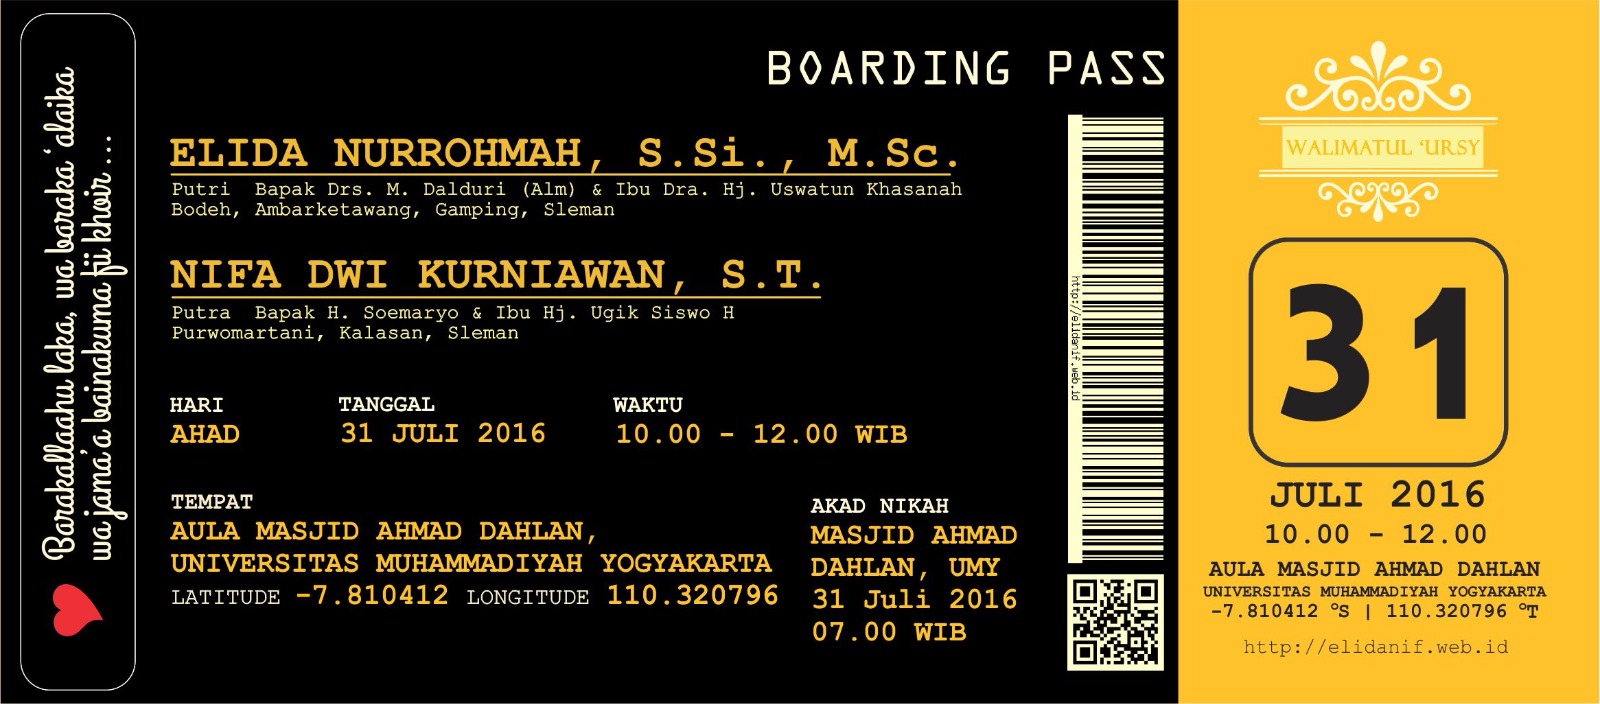 Barakallaahu laka, wa baraka 'alaika
wa jama'a bainakuma fii khoir ...
BOARDING PASS
ELIDA NURROHMAH, S.Si., M.Sc.
Putri Bapak Drs. M. Dalduri (Alm) & Ibu Dra. Hj. Uswatun Khasanah
Bodeh, Ambarketawang, Gamping, Sleman
NIFA DWI KURNIAWAN, S.T.
Putra Bapak H. Soemaryo & Ibu Hj. Ugik Siswo H
Purwomartani, Kalasan, Sleman
HARI
AHAD
TANGGAL
31 JULI 2016
WAKTU
10.00 - 12.00 WIB
TEMPAT
AULA MASJID AHMAD DAHLAN,
UNIVERSITAS MUHAMMADIYAH YOGYAKARTA
LATITUDE -7.810412 LONGITUDE 110.320796
AKAD NIKAH
MASJID AHMAD
DAHLAN, UMY
31 Juli 2016
07.00 WIB
http://elidanif.web.id
WALIMATUL 'URSY
31
JULI 2016
10.00 - 12.00
AULA MASJID AHMAD DAHLAN
UNIVERSITAS MUHAMMADIYAH YOGYAKARTA
-7.810412 °S | 110.320796 °T
http://elidanif.web.id